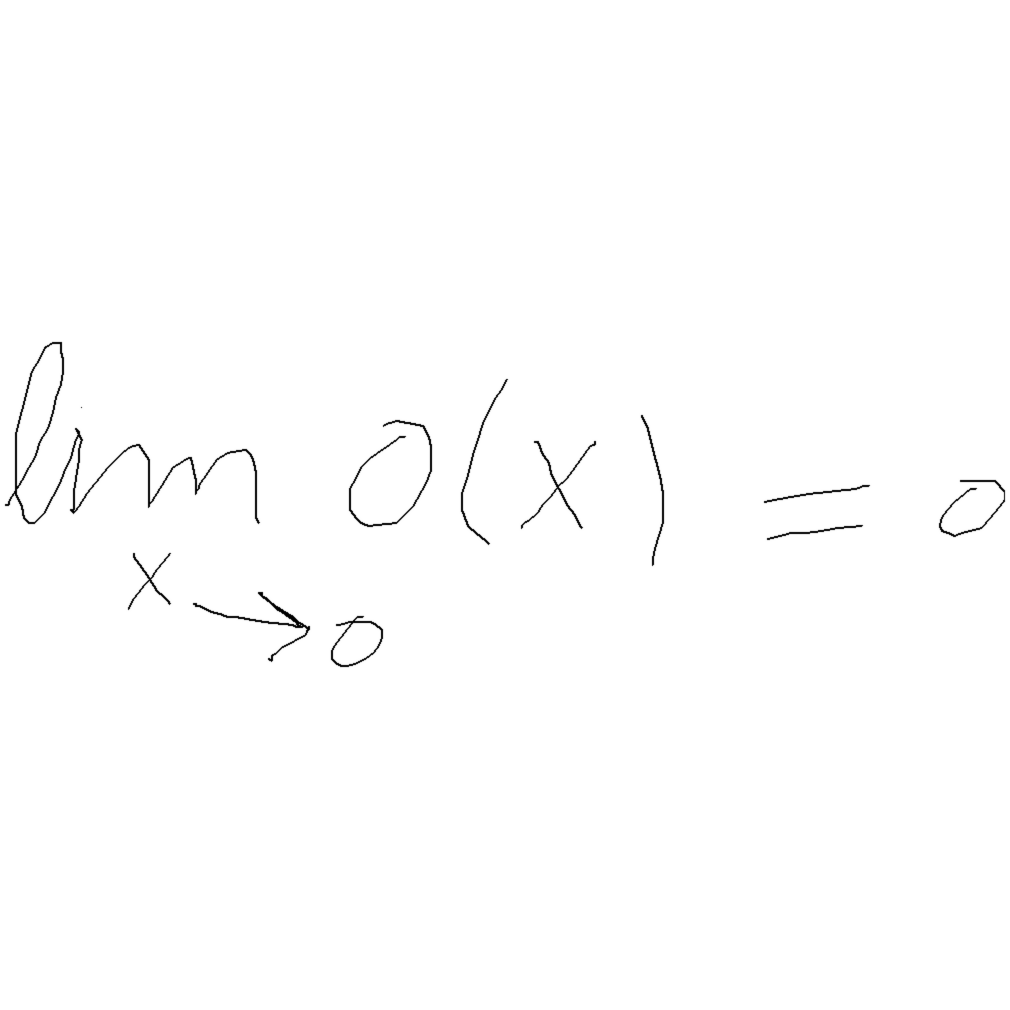 lim O(x) = 0
x → 0